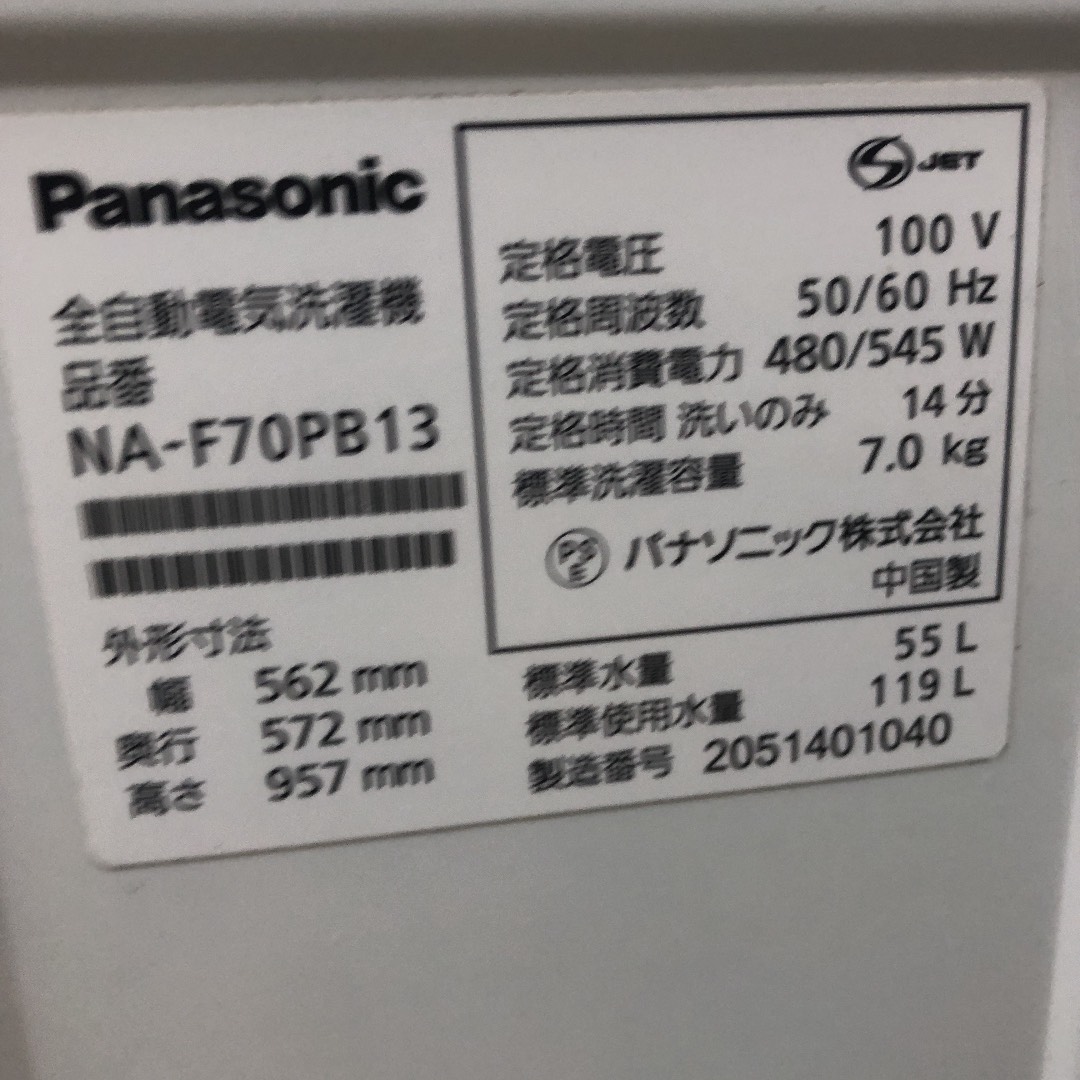 Panasonic
全自動電気洗濯機
品番
NA-F70PB13
外形寸法
幅 562 mm
奥行 572 mm
高さ 957 mm
S JET
定格電圧 100 V
定格周波数 50/60 Hz
定格消費電力 480/545 W
定格時間 洗いのみ 14 分
標準洗濯容量 7.0 kg
PSE パナソニック株式会社
中国製
標準水量 55 L
標準使用水量 119 L
製造番号 2051401040